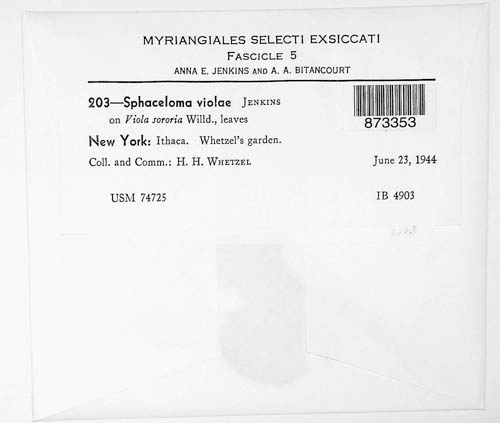 MYRIANGIALES SELECTI EXSICCATI
FASCICLE 5
ANNA E. JENKINS AND A. A. BITANCOURT
203—Sphaceloma violae JENKINS
on Viola sororia Willd., leaves
873353
New York: Ithaca. Whetzel's garden.
Coll. and Comm.: H. H. WHETZEL June 23, 1944
USM 74725 IB 4903